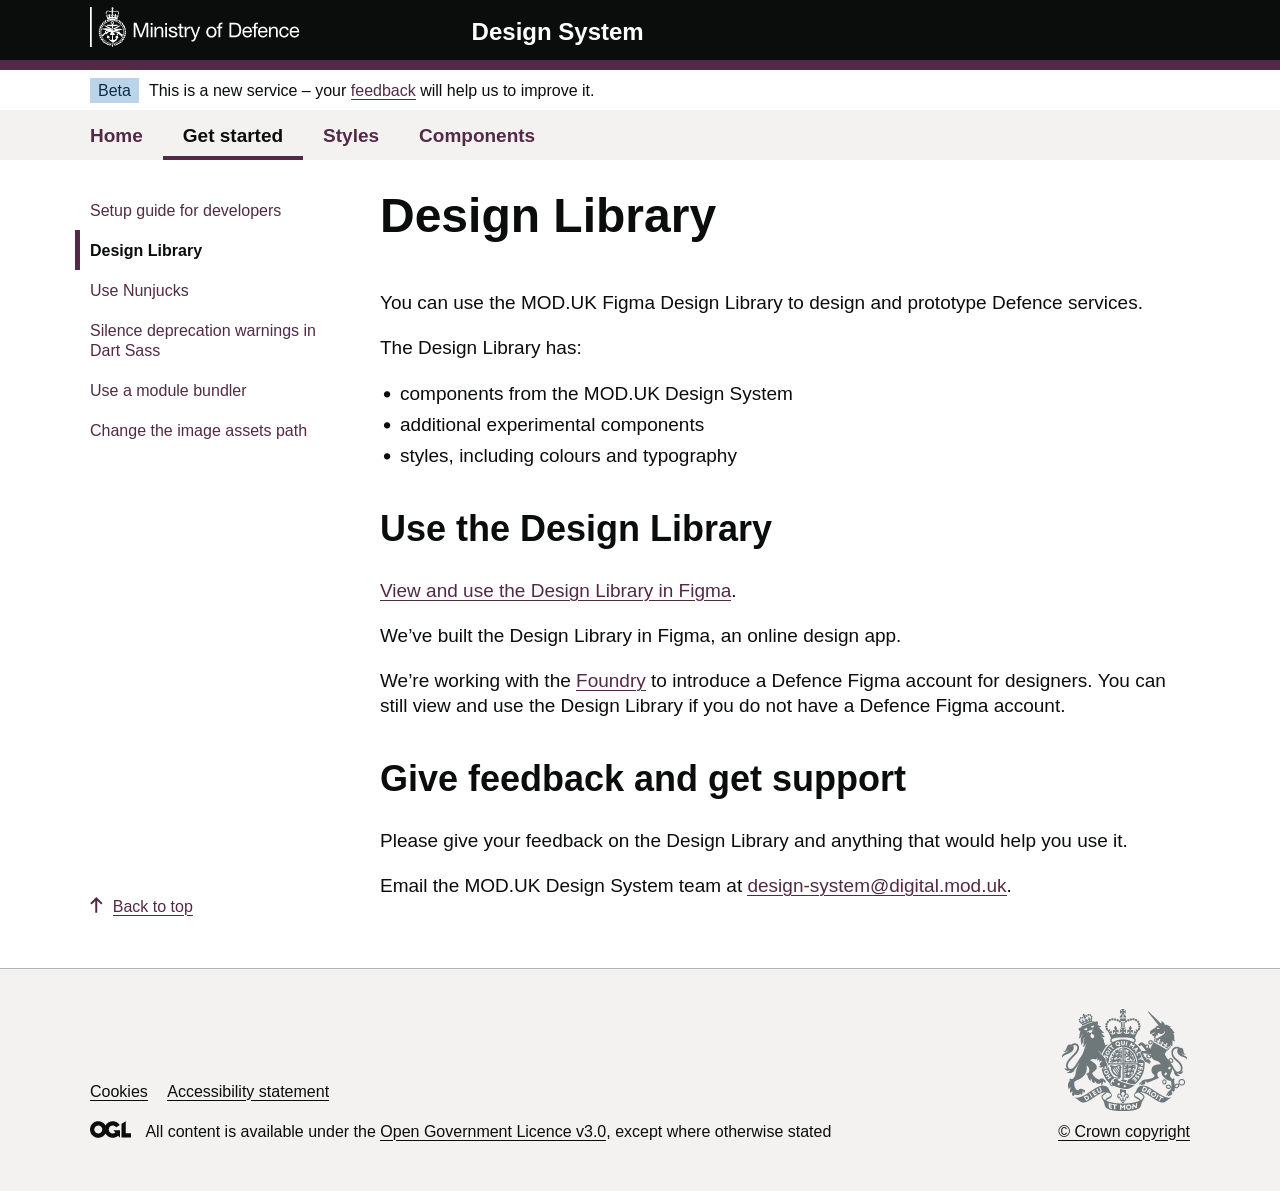 Ministry of Defence
Design System
Beta This is a new service – your feedback will help us to improve it.
Home Get started Styles Components
Setup guide for developers
Design Library
Use Nunjucks
Silence deprecation warnings in
Dart Sass
Use a module bundler
Change the image assets path
Design Library
You can use the MOD.UK Figma Design Library to design and prototype Defence services.
The Design Library has:
• components from the MOD.UK Design System
• additional experimental components
• styles, including colours and typography
Use the Design Library
View and use the Design Library in Figma.
We’ve built the Design Library in Figma, an online design app.
We’re working with the Foundry to introduce a Defence Figma account for designers. You can
still view and use the Design Library if you do not have a Defence Figma account.
Give feedback and get support
Please give your feedback on the Design Library and anything that would help you use it.
Email the MOD.UK Design System team at design-system@digital.mod.uk.
↑ Back to top
Cookies Accessibility statement
OGL All content is available under the Open Government Licence v3.0, except where otherwise stated
DIEU ET MON DROIT
© Crown copyright